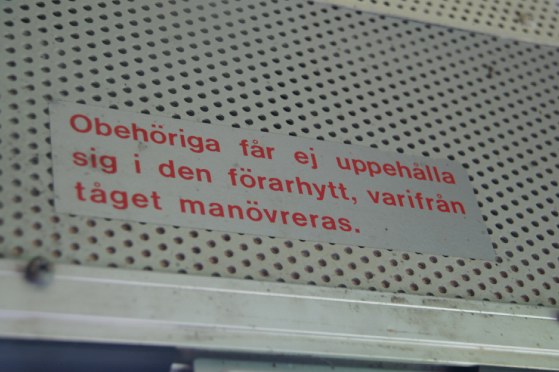 Obehöriga får ej uppehålla
sig i den förarhytt, varifrån
tåget manövreras.